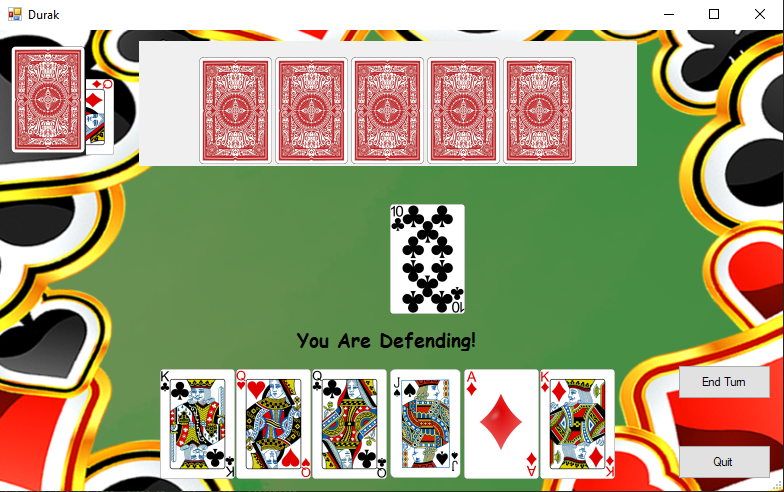 Durak
Q
10
10
You Are Defending!
K Q Q J A K
K Q Q J A K
End Turn
Quit